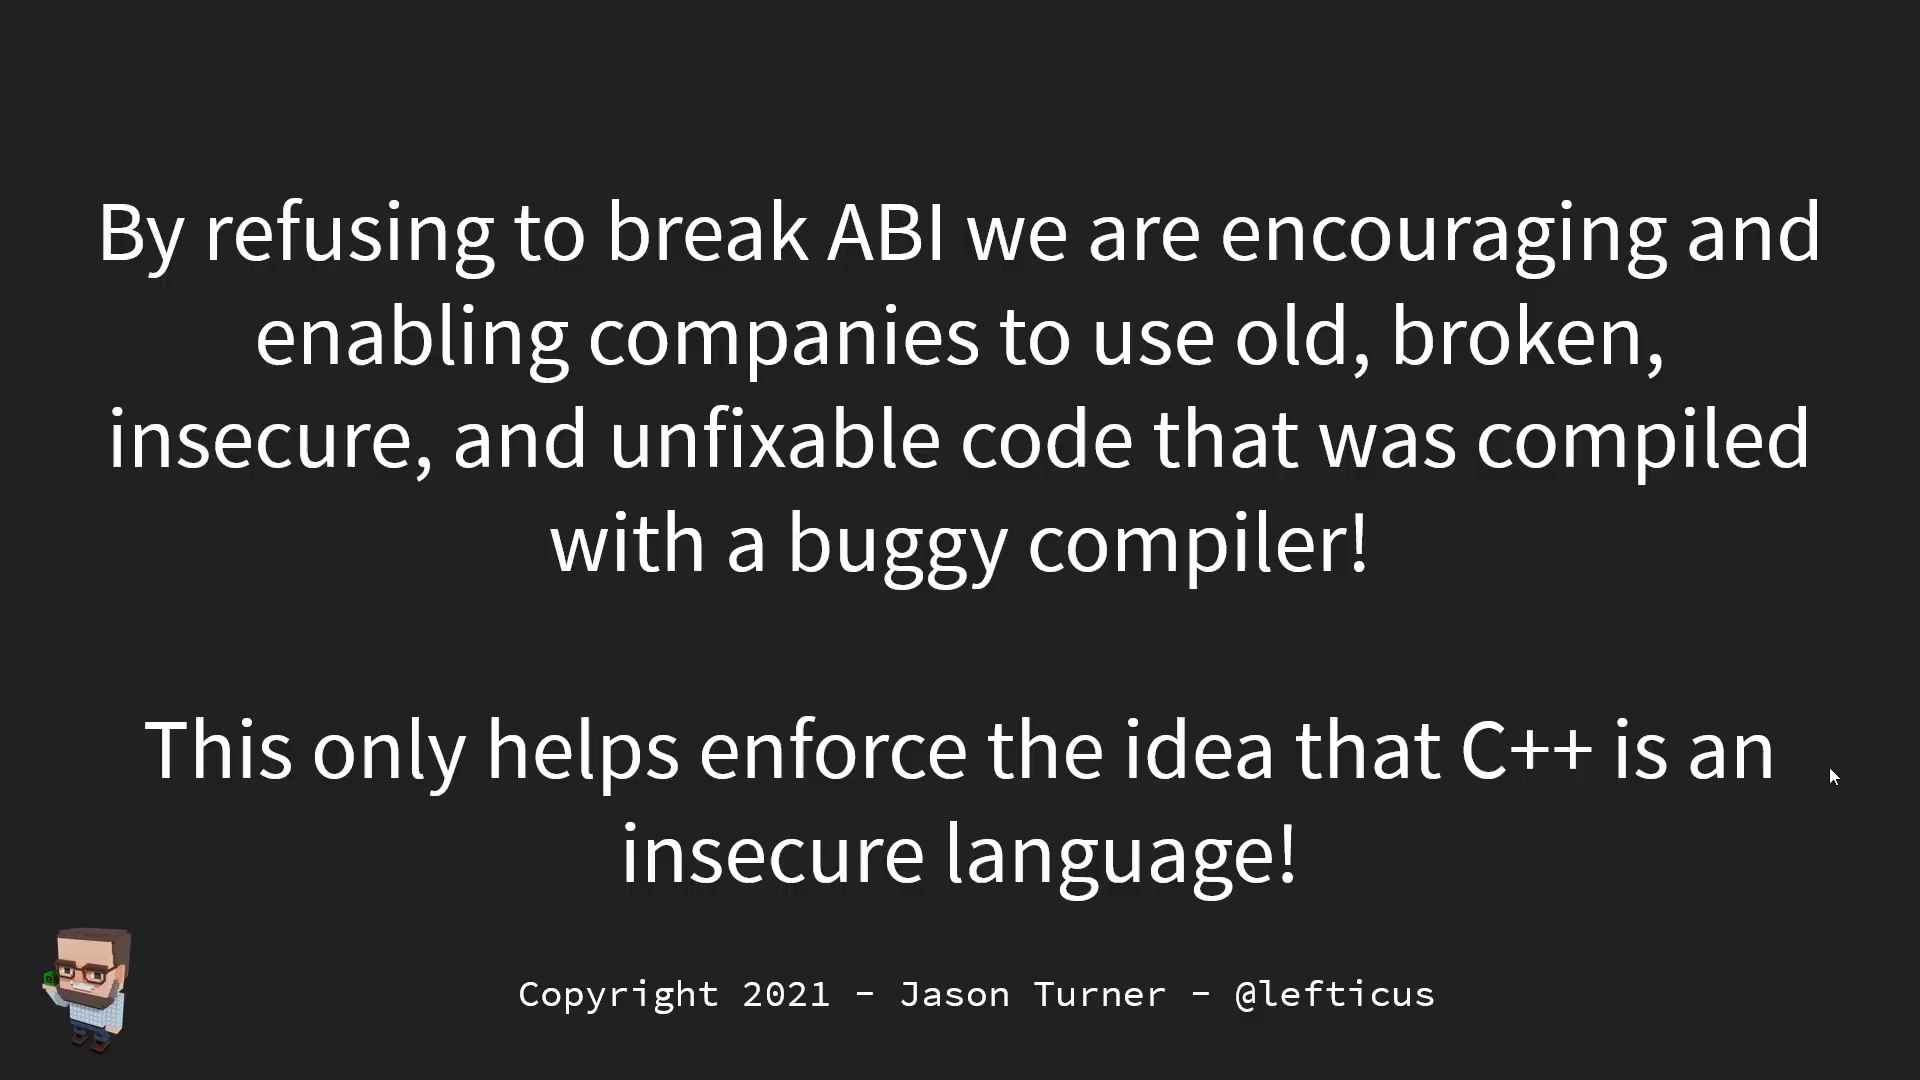 By refusing to break ABI we are encouraging and
enabling companies to use old, broken,
insecure, and unfixable code that was compiled
with a buggy compiler!
This only helps enforce the idea that C++ is an
insecure language!
Copyright 2021 - Jason Turner - @lefticus